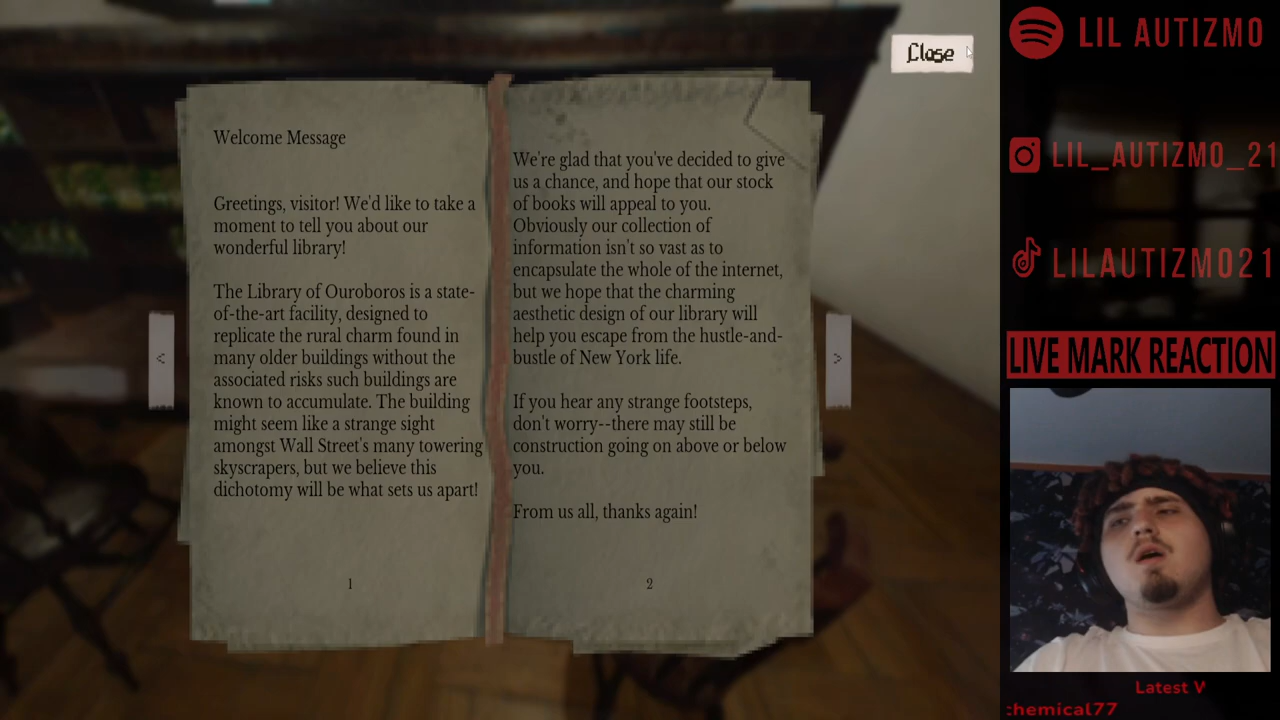 Close
Welcome Message
Greetings, visitor! We'd like to take a
moment to tell you about our
wonderful library!
The Library of Ouroboros is a state-
of-the-art facility, designed to
replicate the rural charm found in
many older buildings without the
associated risks such buildings are
known to accumulate. The building
might seem like a strange sight
amongst Wall Street's many towering
skyscrapers, but we believe this
dichotomy will be what sets us apart!
1
We're glad that you've decided to give
us a chance, and hope that our stock
of books will appeal to you.
Obviously our collection of
information isn't so vast as to
encapsulate the whole of the internet,
but we hope that the charming
aesthetic design of our library will
help you escape from the hustle-and-
bustle of New York life.
If you hear any strange footsteps,
don't worry--there may still be
construction going on above or below
you.
From us all, thanks again!
2
<
>
LIL AUTIZMO
LIL_AUTIZMO_21
LILAUTIZMO21
LIVE MARK REACTION
Latest V
chemical77